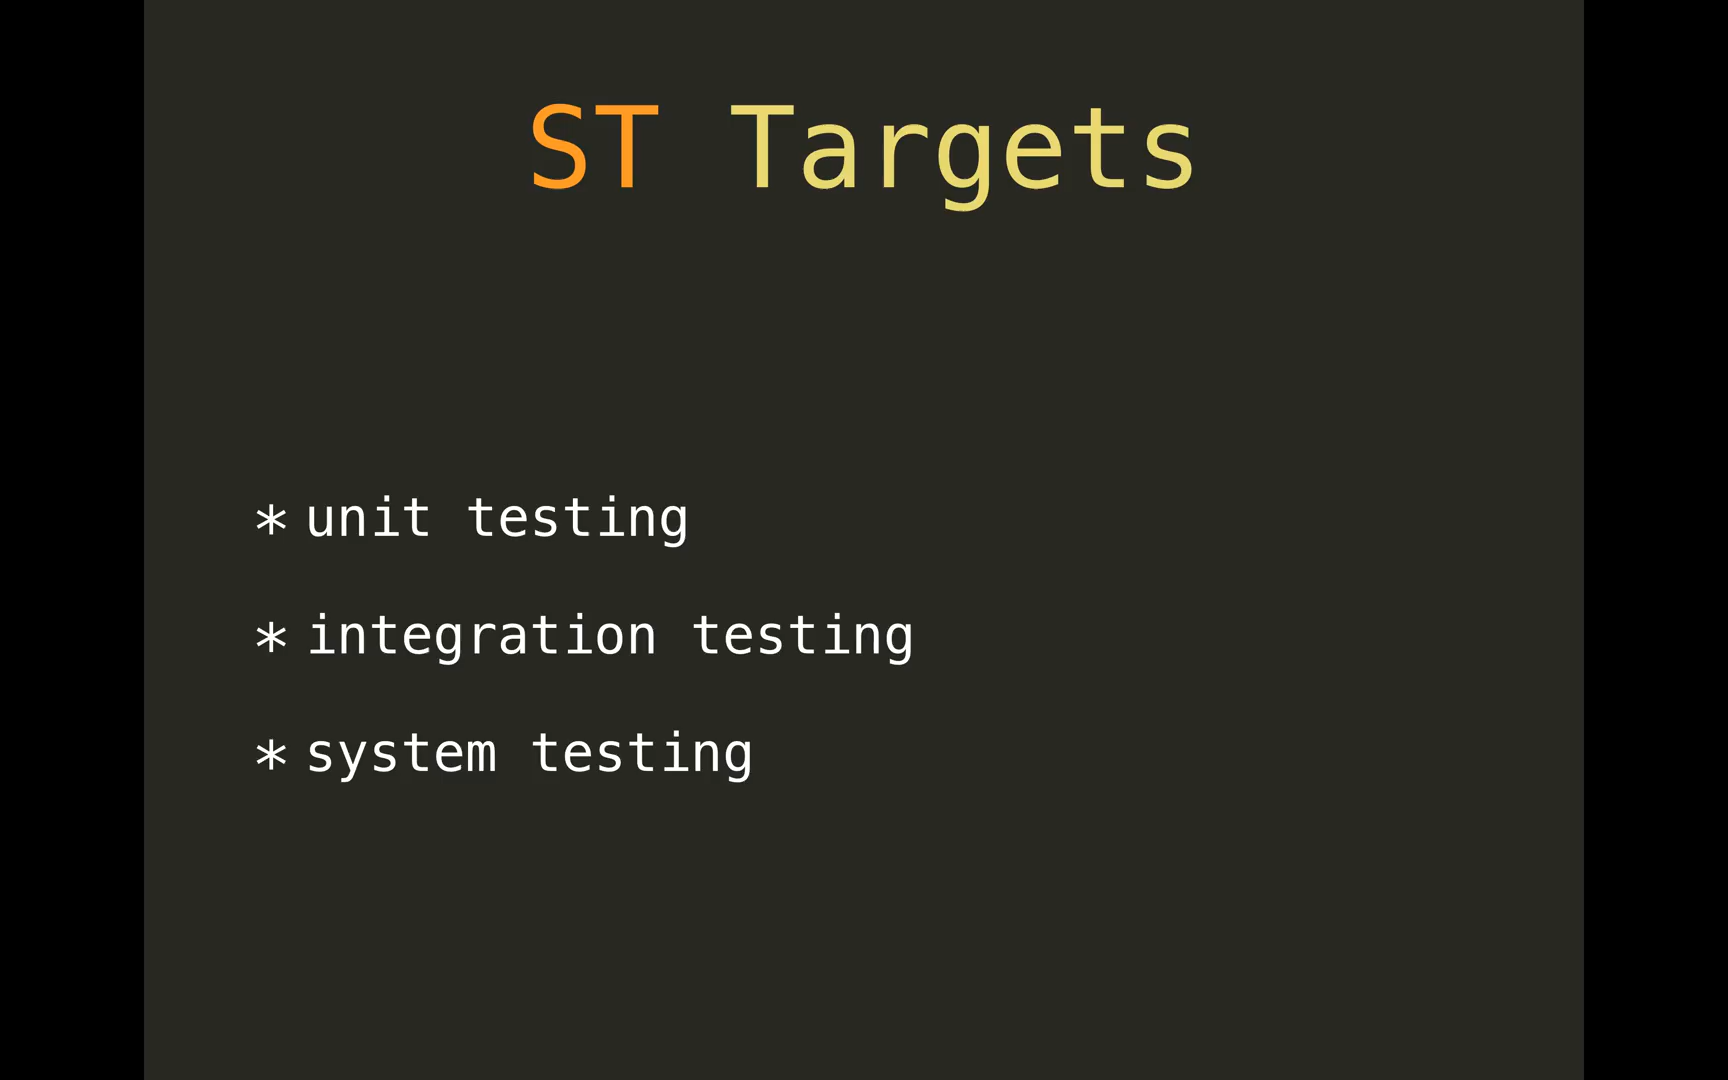 ST Targets
* unit testing
* integration testing
* system testing